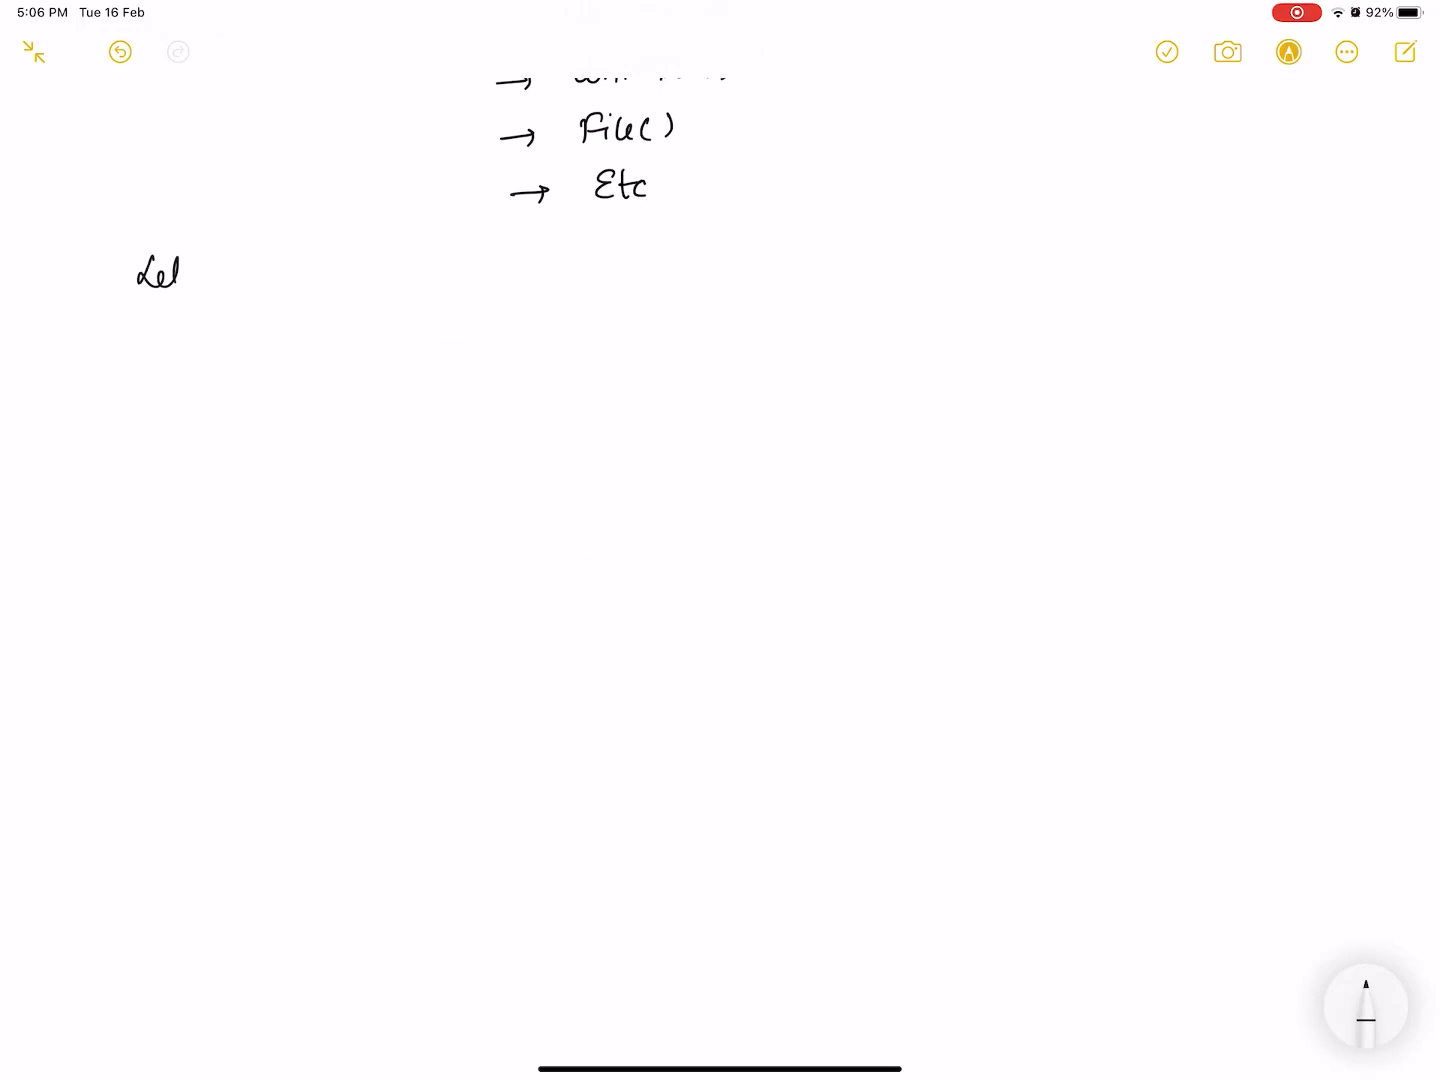 5:06 PM Tue 16 Feb 92%
→ File()
→ Etc
Lel